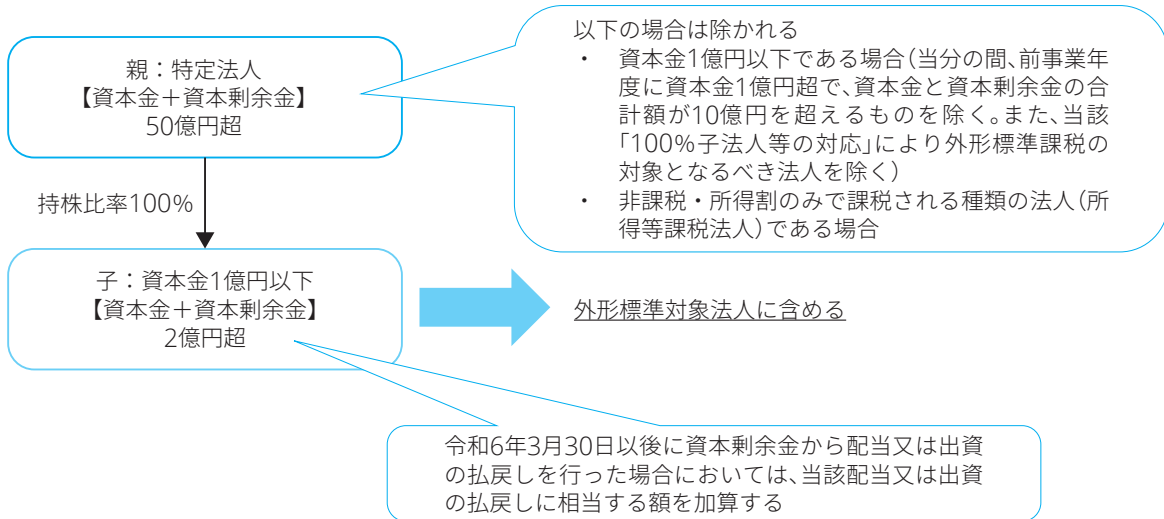 親：特定法人
【資本金＋資本剰余金】
50億円超
以下の場合は除かれる
・ 資本金1億円以下である場合（当分の間、前事業年
度に資本金1億円超で、資本金と資本剰余金の合
計額が10億円を超えるものを除く。また、当該
「100％子法人等の対応」により外形標準課税の
対象となるべき法人を除く）
・ 非課税・所得割のみで課税される種類の法人（所
得等課税法人）である場合
持株比率100％
子：資本金1億円以下
【資本金＋資本剰余金】
2億円超
外形標準対象法人に含める
令和6年3月30日以後に資本剰余金から配当又は出資
の払戻しを行った場合においては、当該配当又は出資
の払戻しに相当する額を加算する